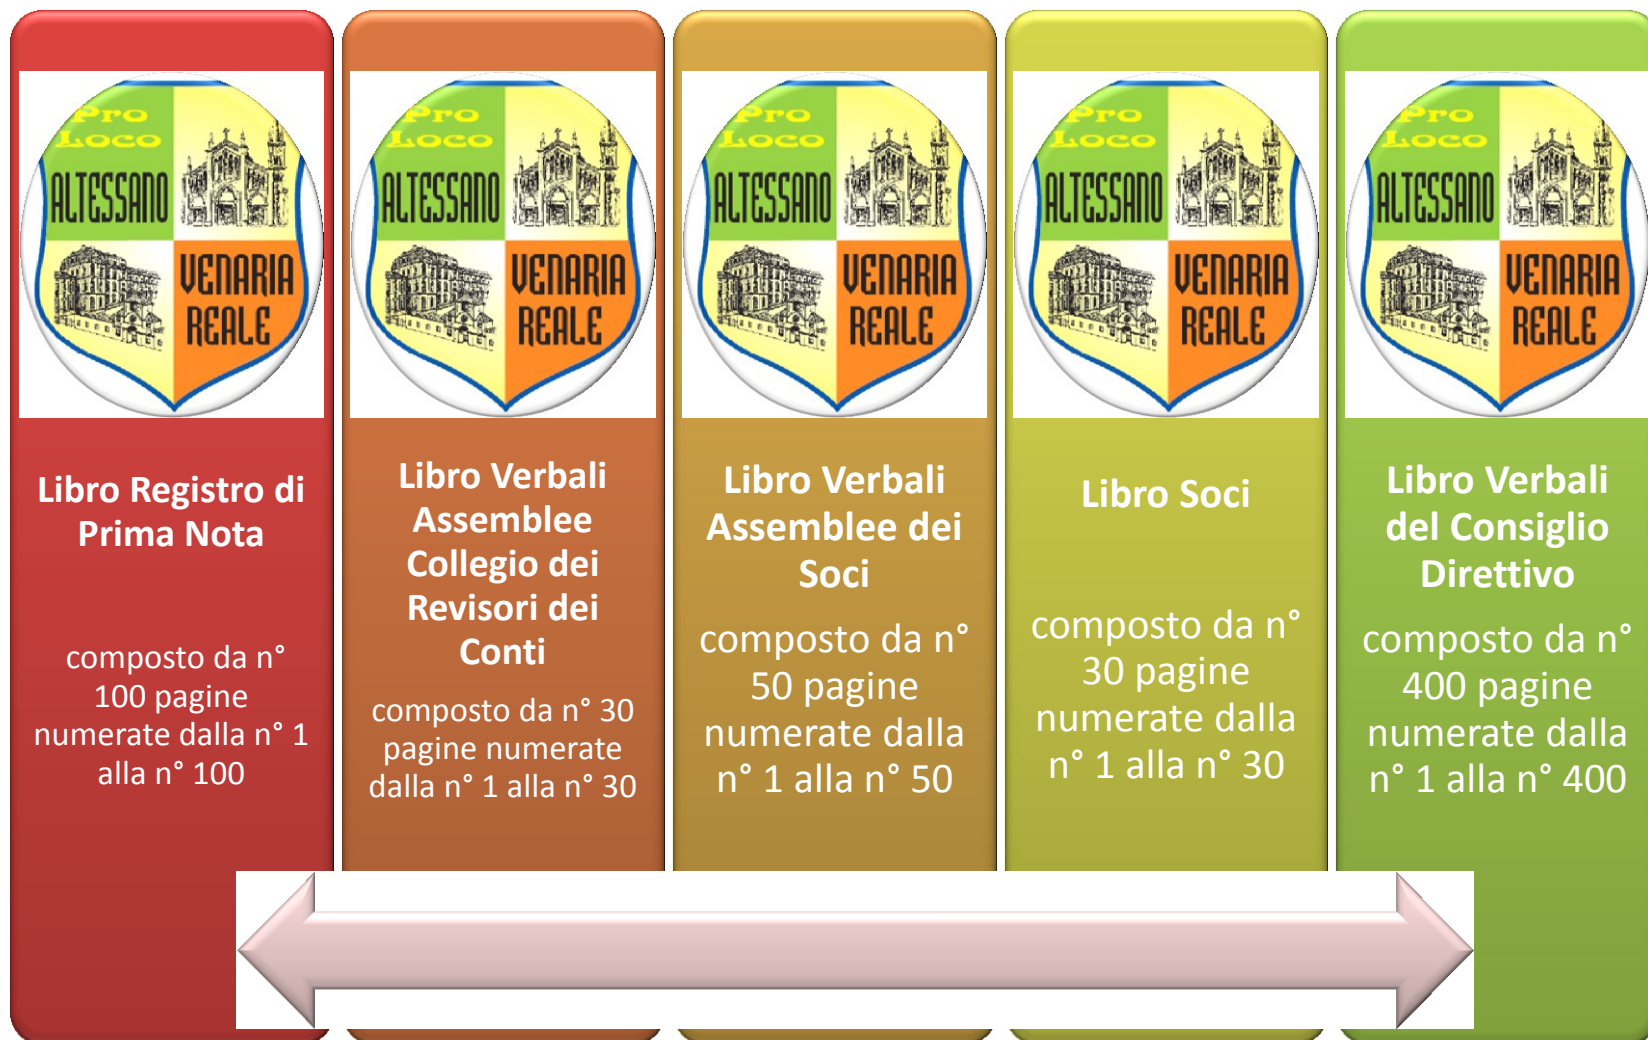 Pro
Loco
ALTESSANO
VENARIA
REALE
Libro Registro di
Prima Nota
composto da n°
100 pagine
numerate dalla n° 1
alla n° 100
Pro
Loco
ALTESSANO
VENARIA
REALE
Libro Verbali
Assemblee
Collegio dei
Revisori dei
Conti
composto da n° 30
pagine numerate
dalla n° 1 alla n° 30
Pro
Loco
ALTESSANO
VENARIA
REALE
Libro Verbali
Assemblee dei
Soci
composto da n°
50 pagine
numerate dalla
n° 1 alla n° 50
Pro
Loco
ALTESSANO
VENARIA
REALE
Libro Soci
composto da n°
30 pagine
numerate dalla
n° 1 alla n° 30
Pro
Loco
ALTESSANO
VENARIA
REALE
Libro Verbali
del Consiglio
Direttivo
composto da n°
400 pagine
numerate dalla
n° 1 alla n° 400